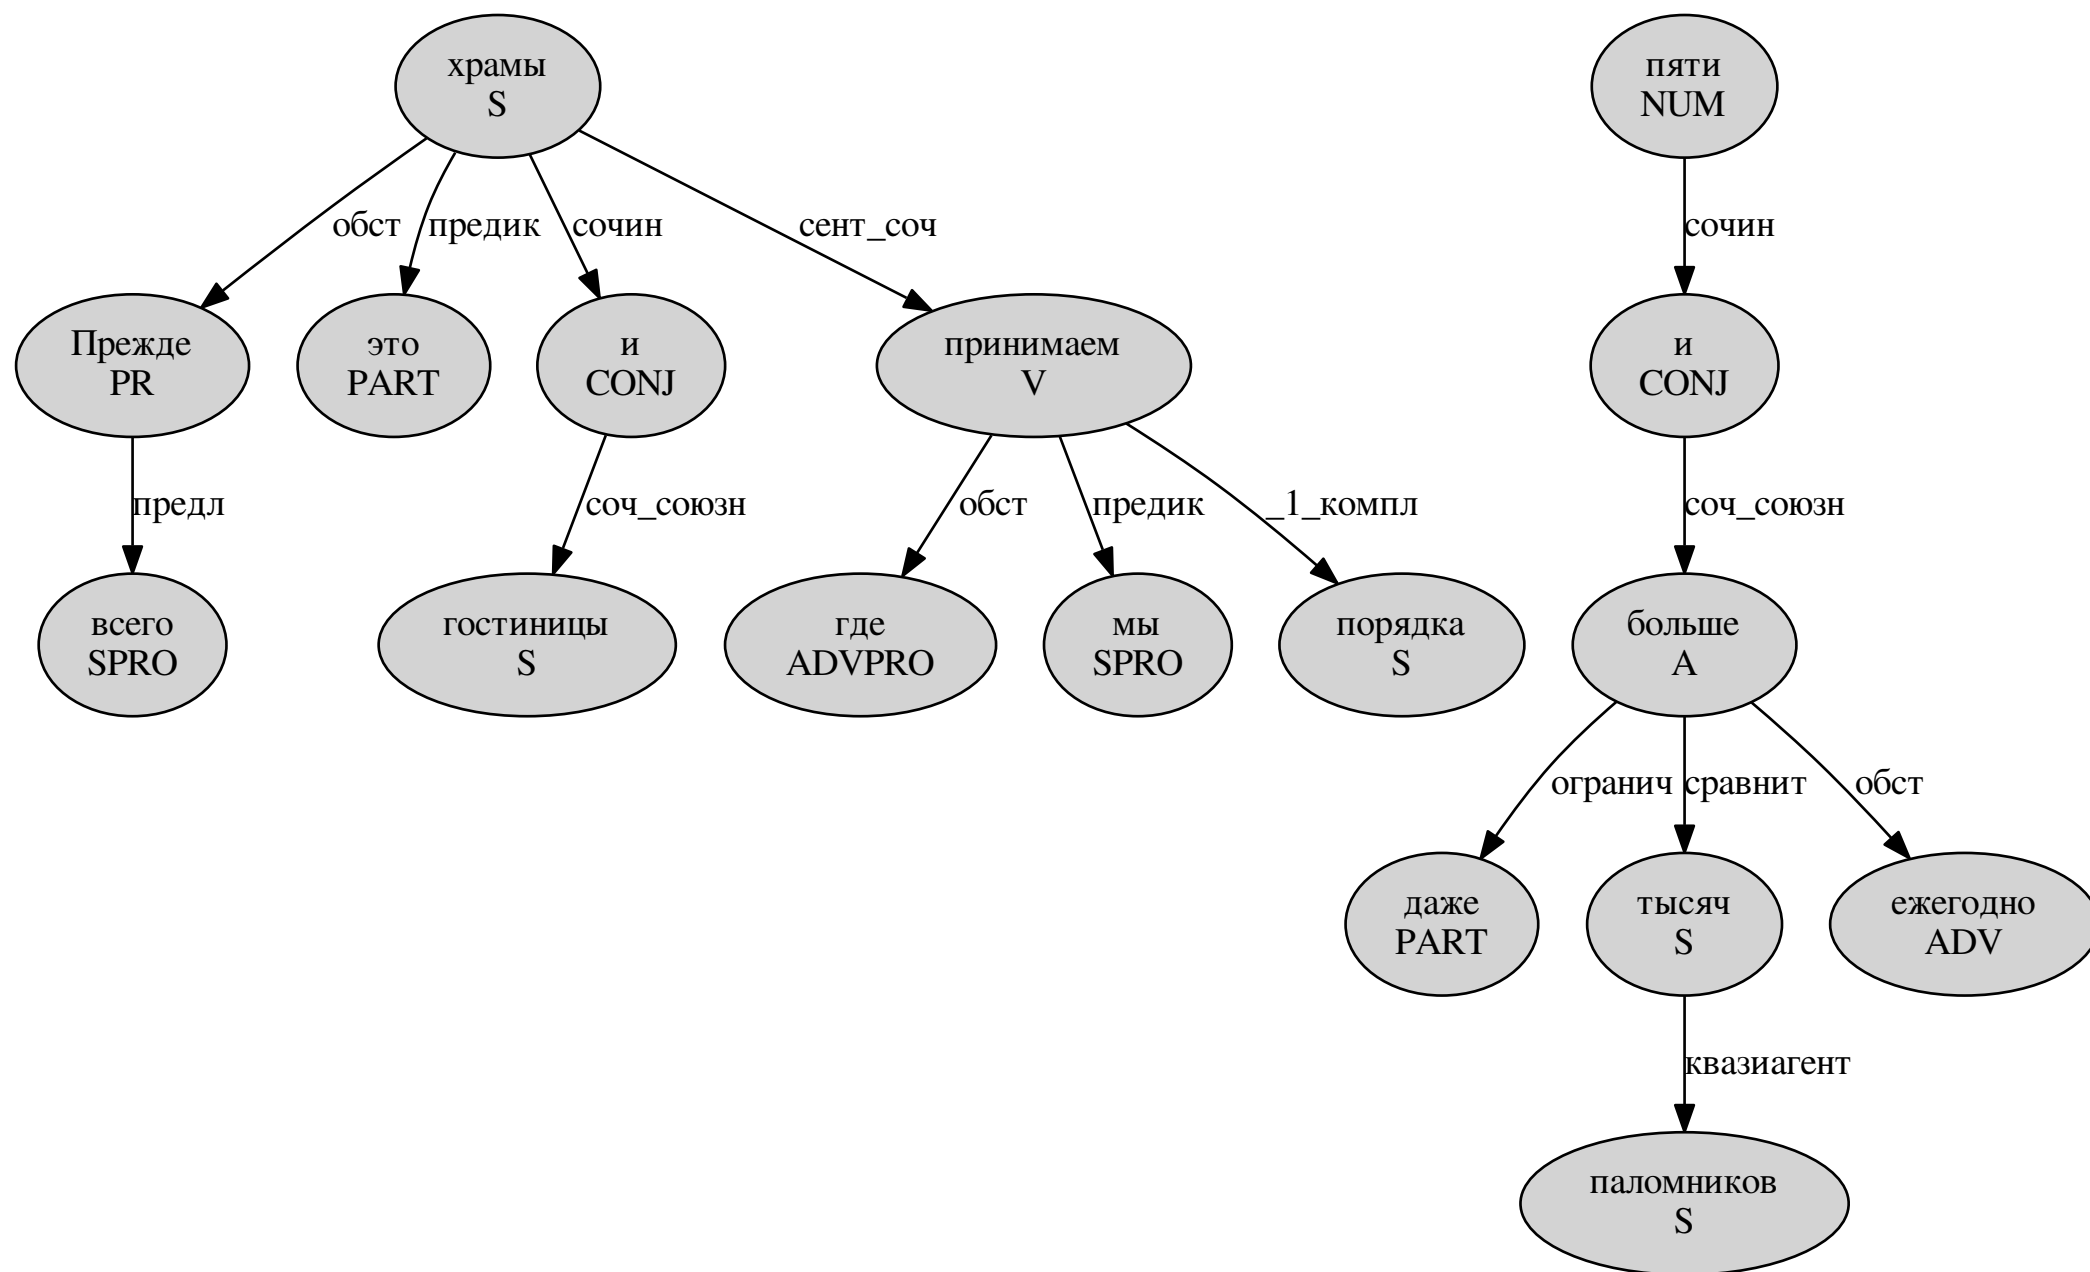 храмы
S
пяти
NUM
обст
предик
сочин
сент_соч
сочин
Прежде
PR
это
PART
и
CONJ
принимаем
V
и
CONJ
предл
соч_союзн
обст
предик
_1_компл
соч_союзн
всего
SPRO
гостиницы
S
где
ADVPRO
мы
SPRO
порядка
S
больше
A
огранич
сравнит
обст
даже
PART
тысяч
S
ежегодно
ADV
квазиагент
паломников
S